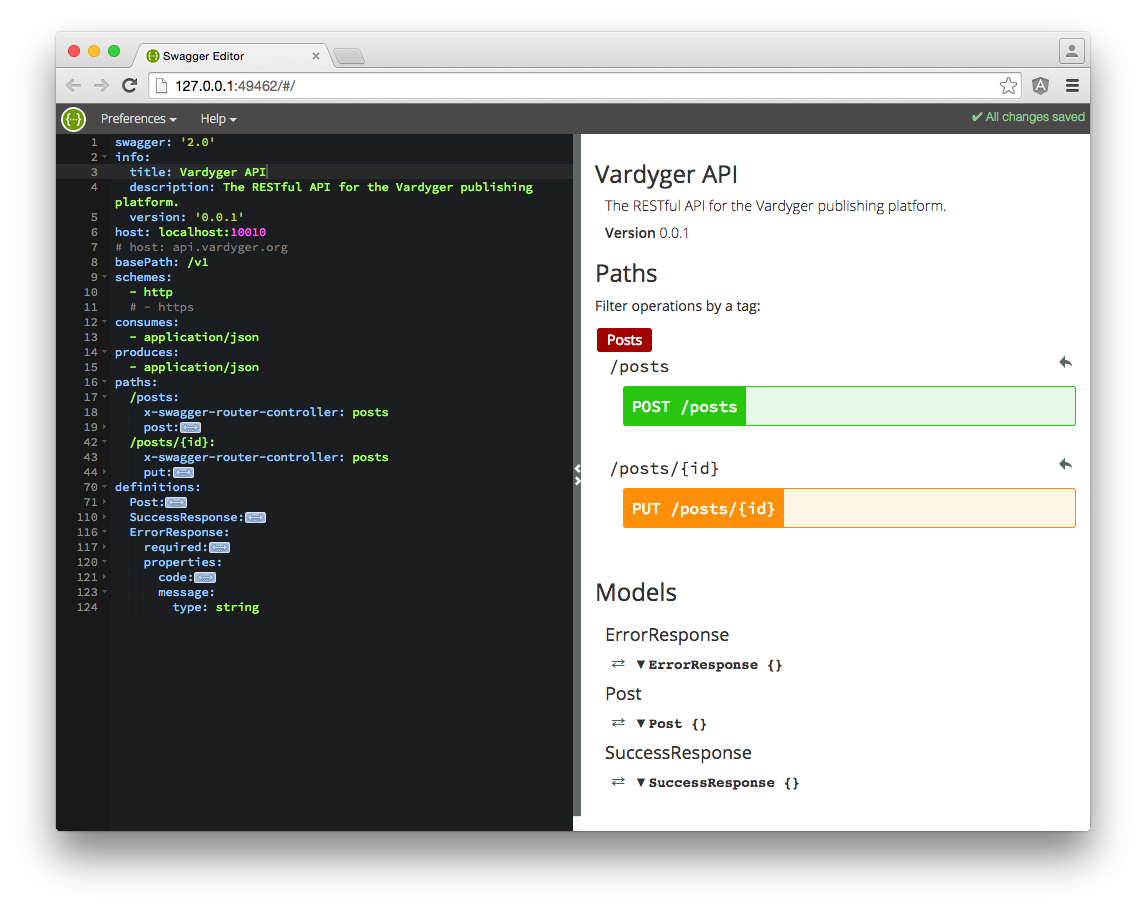 Swagger Editor
127.0.0.1:49462/#/
Preferences
Help
✔ All changes saved
1 swagger: '2.0'
2 info:
3 title: Vardyger API
4 description: The RESTful API for the Vardyger publishing
platform.
5 version: '0.0.1'
6 host: localhost:10010
7 # host: api.vardyger.org
8 basePath: /v1
9 schemes:
10 - http
11 # - https
12 consumes:
13 - application/json
14 produces:
15 - application/json
16 paths:
17 /posts:
18 x-swagger-router-controller: posts
19 post:
42 /posts/{id}:
43 x-swagger-router-controller: posts
44 put:
70 definitions:
71 Post:
110 SuccessResponse:
116 ErrorResponse:
117 required:
120 properties:
121 code:
123 message:
124 type: string
Vardyger API
The RESTful API for the Vardyger publishing platform.
Version 0.0.1
Paths
Filter operations by a tag:
Posts
/posts
POST /posts
/posts/{id}
PUT /posts/{id}
Models
ErrorResponse
⇄ ▼ErrorResponse {}
Post
⇄ ▼Post {}
SuccessResponse
⇄ ▼SuccessResponse {}